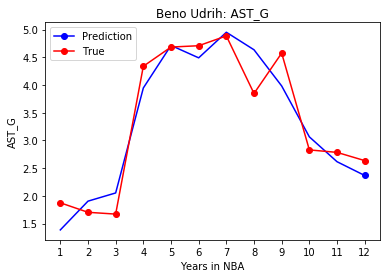 Beno Udrih: AST_G
Prediction
True
5.0
4.5
4.0
3.5
3.0
2.5
2.0
1.5
AST_G
1 2 3 4 5 6 7 8 9 10 11 12
Years in NBA